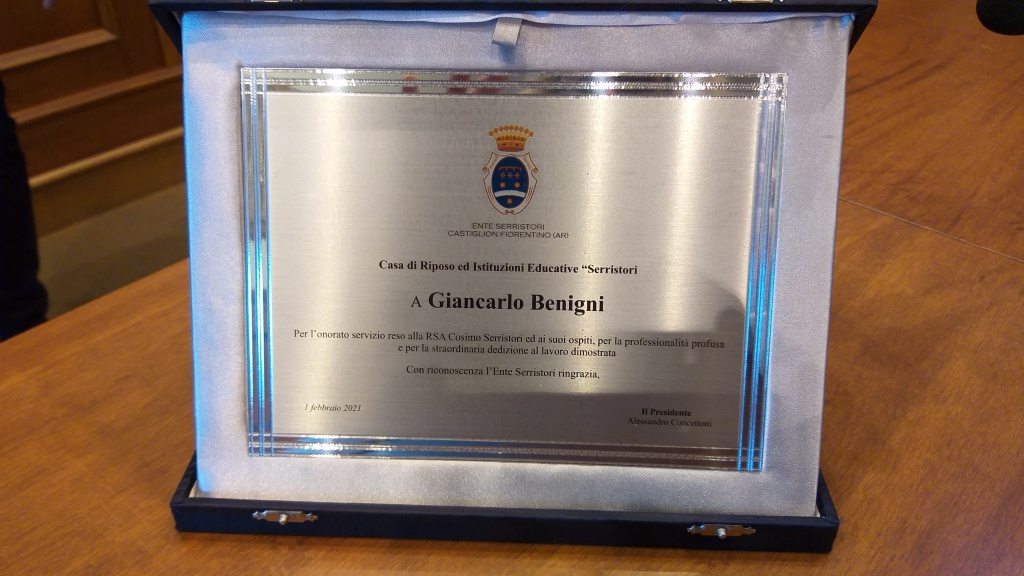 ENTE SERRISTORI
CASTIGLION FIORENTINO (AR)
Casa di Riposo ed Istituzioni Educative “Serristori
A Giancarlo Benigni
Per l’onorato servizio reso alla RSA Cosimo Serristori ed ai suoi ospiti, per la professionalità profusa
e per la straordinaria dedizione al lavoro dimostrata
Con riconoscenza l’Ente Serristori ringrazia.
1 febbraio 2021
Il Presidente
Alessandro Concettoni